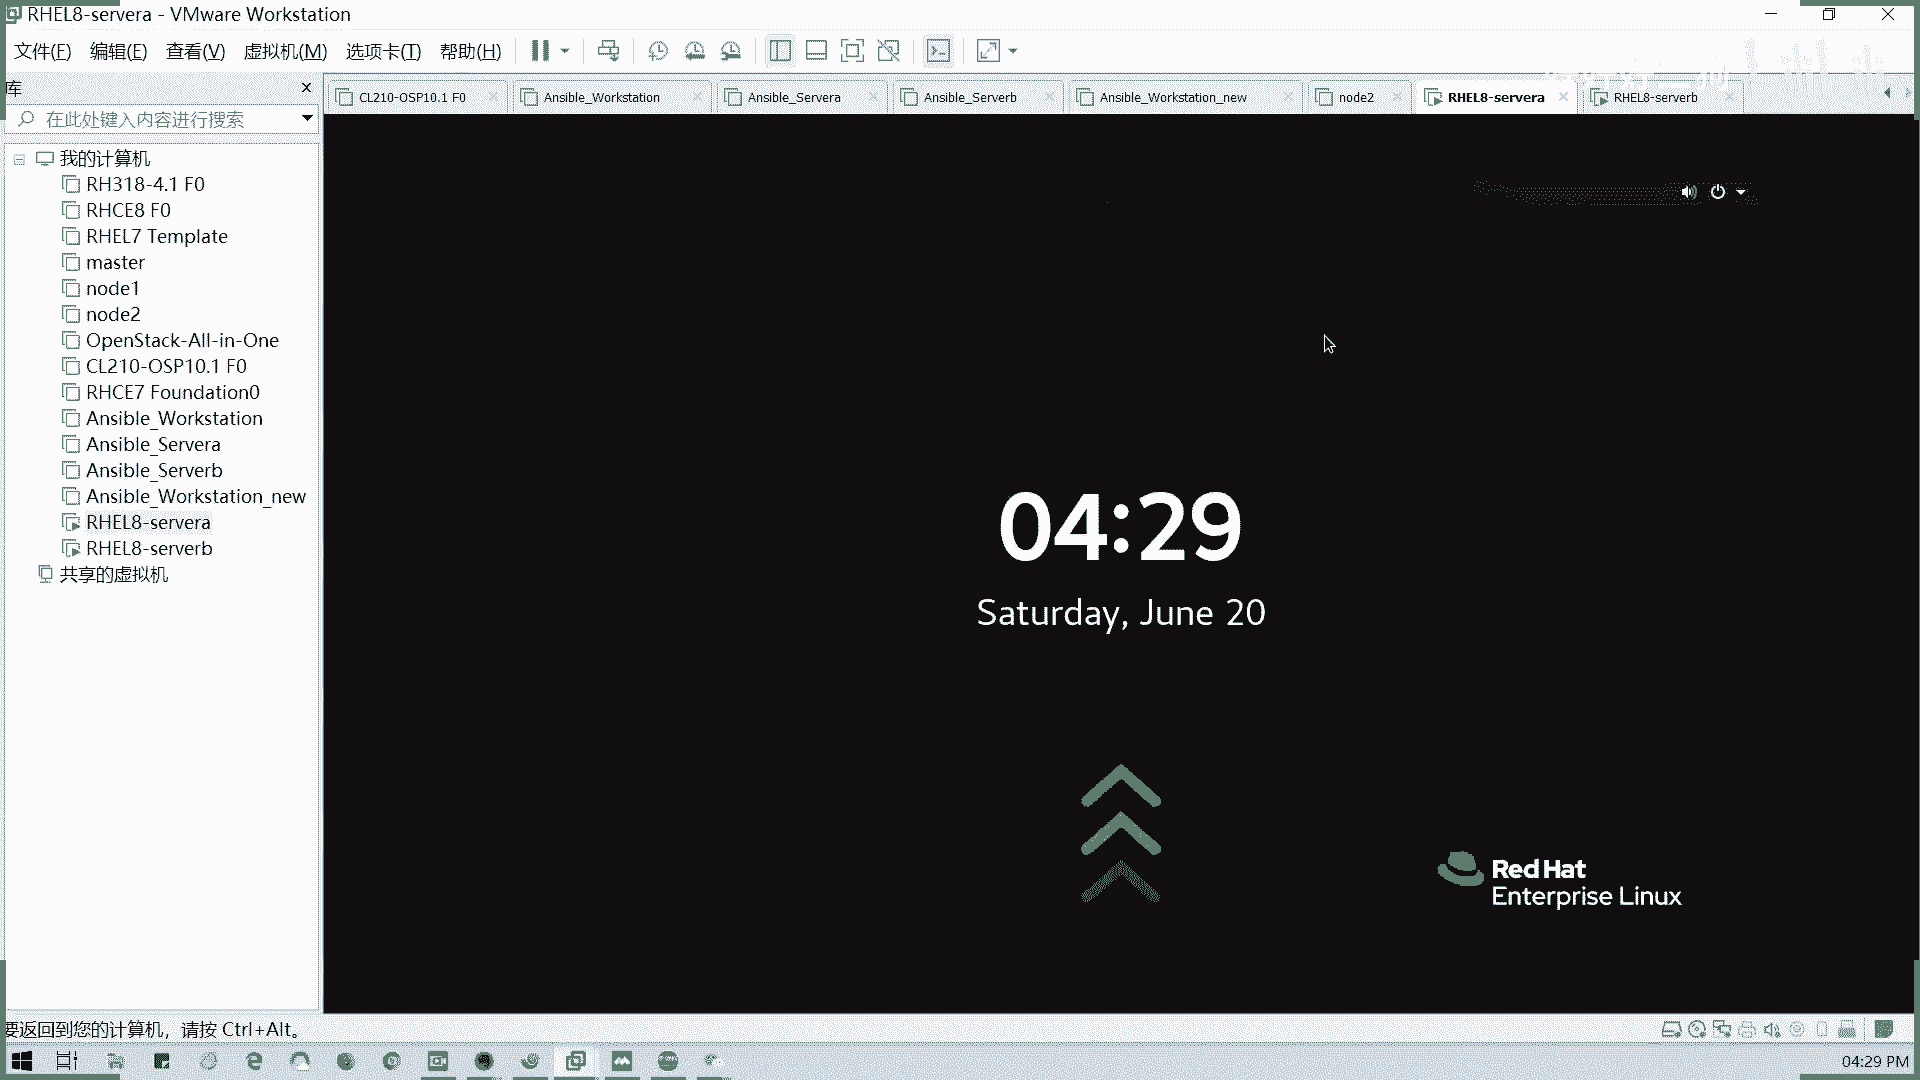 RHEL8-servera - VMware Workstation
文件(F) 编辑(E) 查看(V) 虚拟机(M) 选项卡(T) 帮助(H)
库
在此处键入内容进行搜索
我的计算机
RH318-4.1 F0
RHCE8 F0
RHEL7 Template
master
node1
node2
OpenStack-All-in-One
CL210-OSP10.1 F0
RHCE7 Foundation0
Ansible_Workstation
Ansible_Servera
Ansible_Serverb
Ansible_Workstation_new
RHEL8-servera
RHEL8-serverb
共享的虚拟机
CL210-OSP10.1 F0 Ansible_Workstation Ansible_Servera Ansible_Serverb Ansible_Workstation_new node2 RHEL8-servera RHEL8-serverb
04:29
Saturday, June 20
Red Hat
Enterprise Linux
要返回到您的计算机，请按 Ctrl+Alt。
04:29 PM